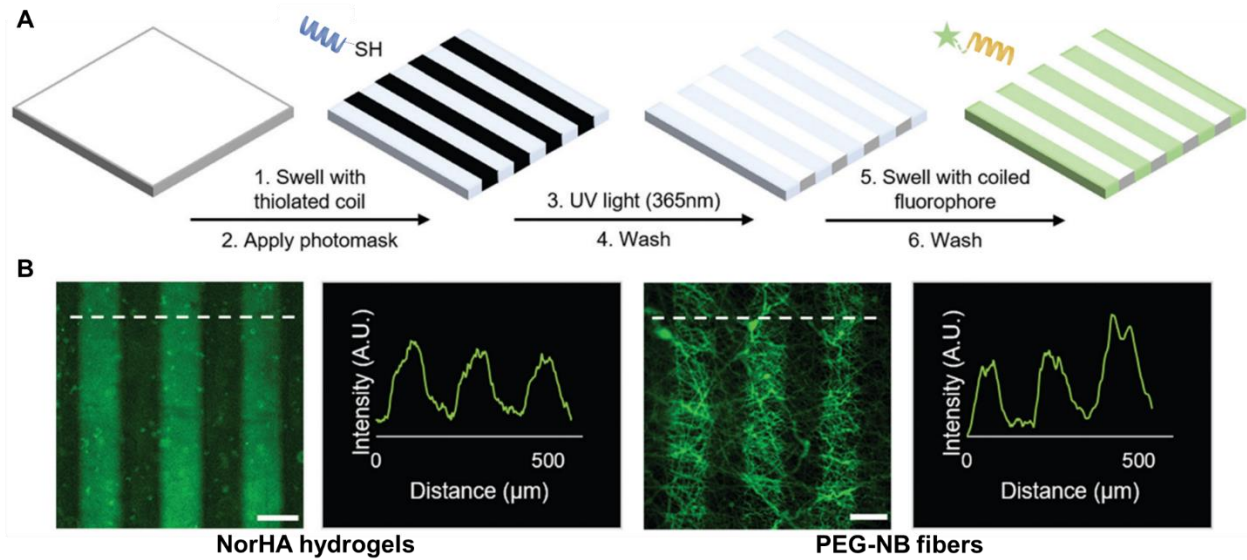 A
SH
1. Swell with
thiolated coil
2. Apply photomask
3. UV light (365nm)
4. Wash
5. Swell with coiled
fluorophore
6. Wash
B
Intensity (A.U.)
0
500
Distance (µm)
Intensity (A.U.)
0
500
Distance (µm)
NorHA hydrogels
PEG-NB fibers